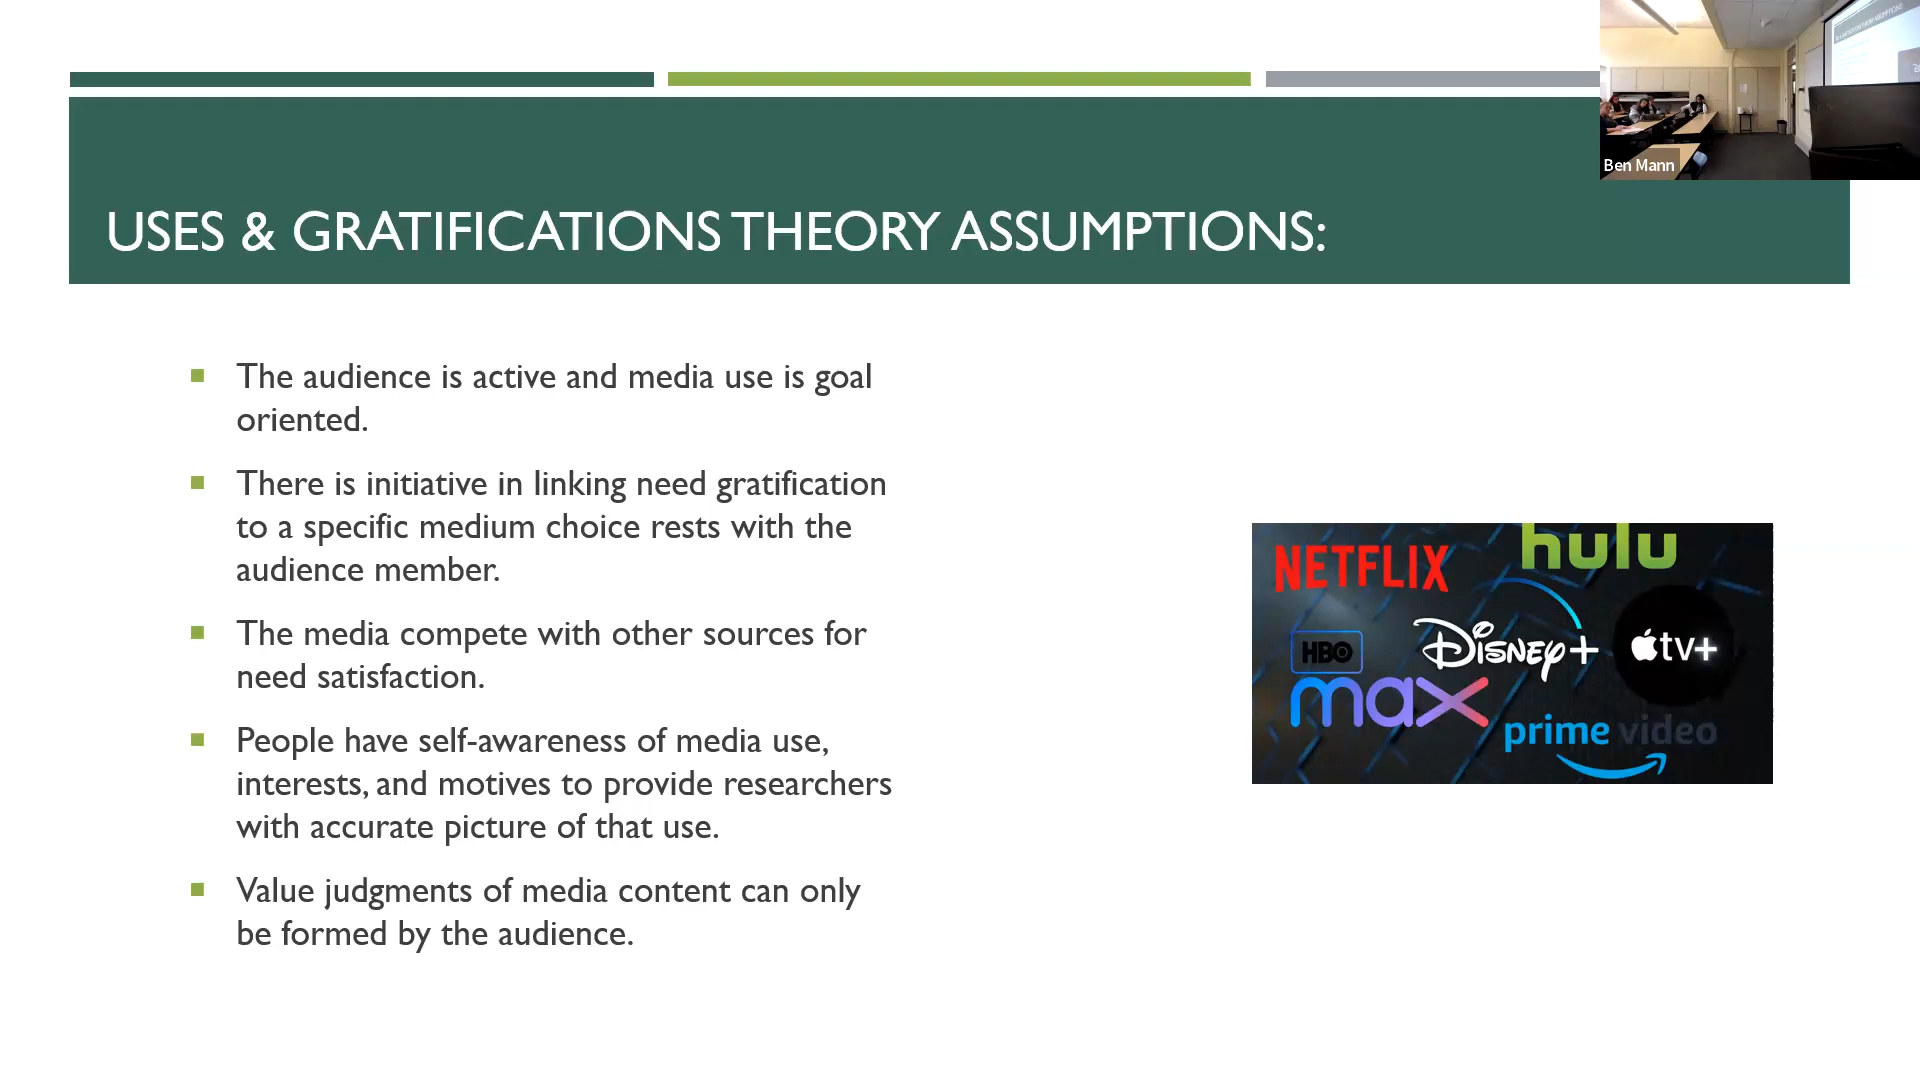 USES & GRATIFICATIONS THEORY ASSUMPTIONS:
Ben Mann
The audience is active and media use is goal
oriented.
There is initiative in linking need gratification
to a specific medium choice rests with the
audience member.
The media compete with other sources for
need satisfaction.
People have self-awareness of media use,
interests, and motives to provide researchers
with accurate picture of that use.
Value judgments of media content can only
be formed by the audience.
NETFLIX
hulu
HBO
max
Disney+
tv+
prime video